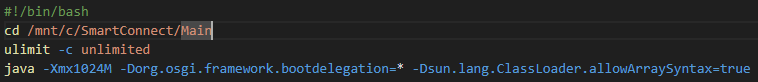 #!/bin/bash
cd /mnt/c/SmartConnect/Main
ulimit -c unlimited
java -Xmx1024M -Dorg.osgi.framework.bootdelegation=* -Dsun.lang.ClassLoader.allowArraySyntax=true